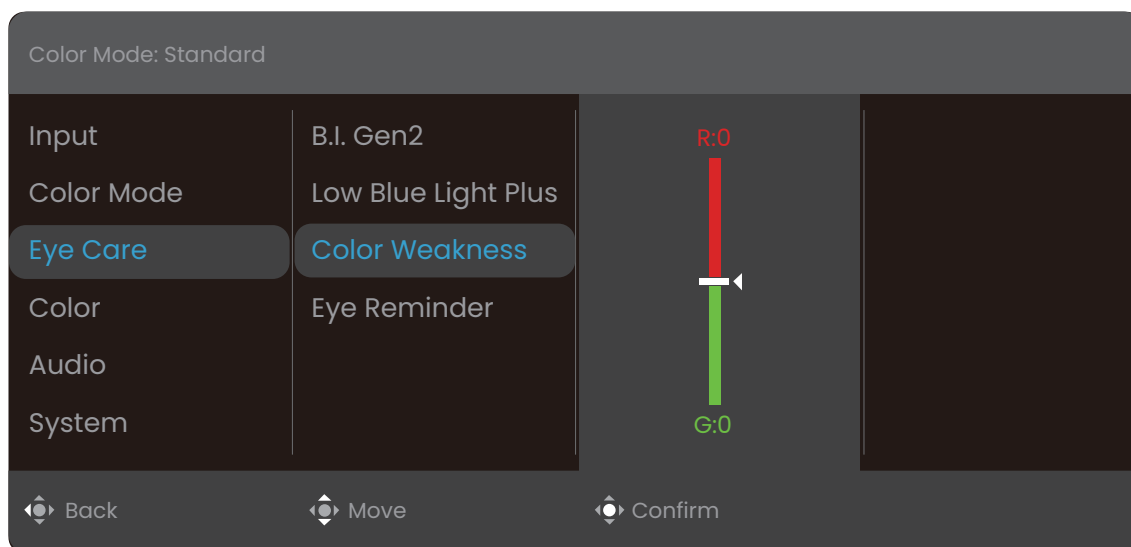 Color Mode: Standard
Input
Color Mode
Eye Care
Color
Audio
System
B.I. Gen2
Low Blue Light Plus
Color Weakness
Eye Reminder
R:0
G:0
Back
Move
Confirm